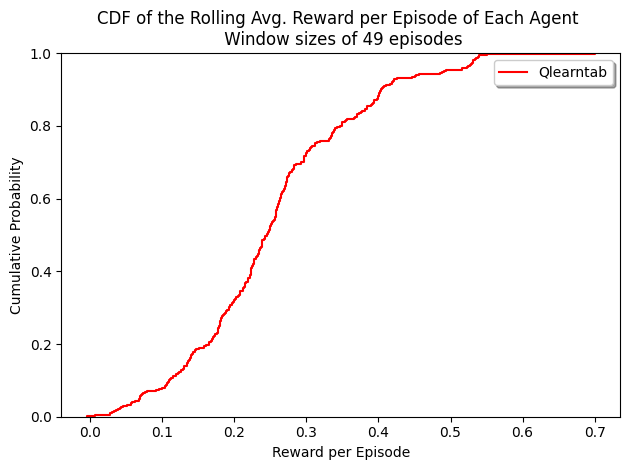 CDF of the Rolling Avg. Reward per Episode of Each Agent
Window sizes of 49 episodes
Qlearntab
Cumulative Probability
1.0
0.8
0.6
0.4
0.2
0.0
0.0 0.1 0.2 0.3 0.4 0.5 0.6 0.7
Reward per Episode